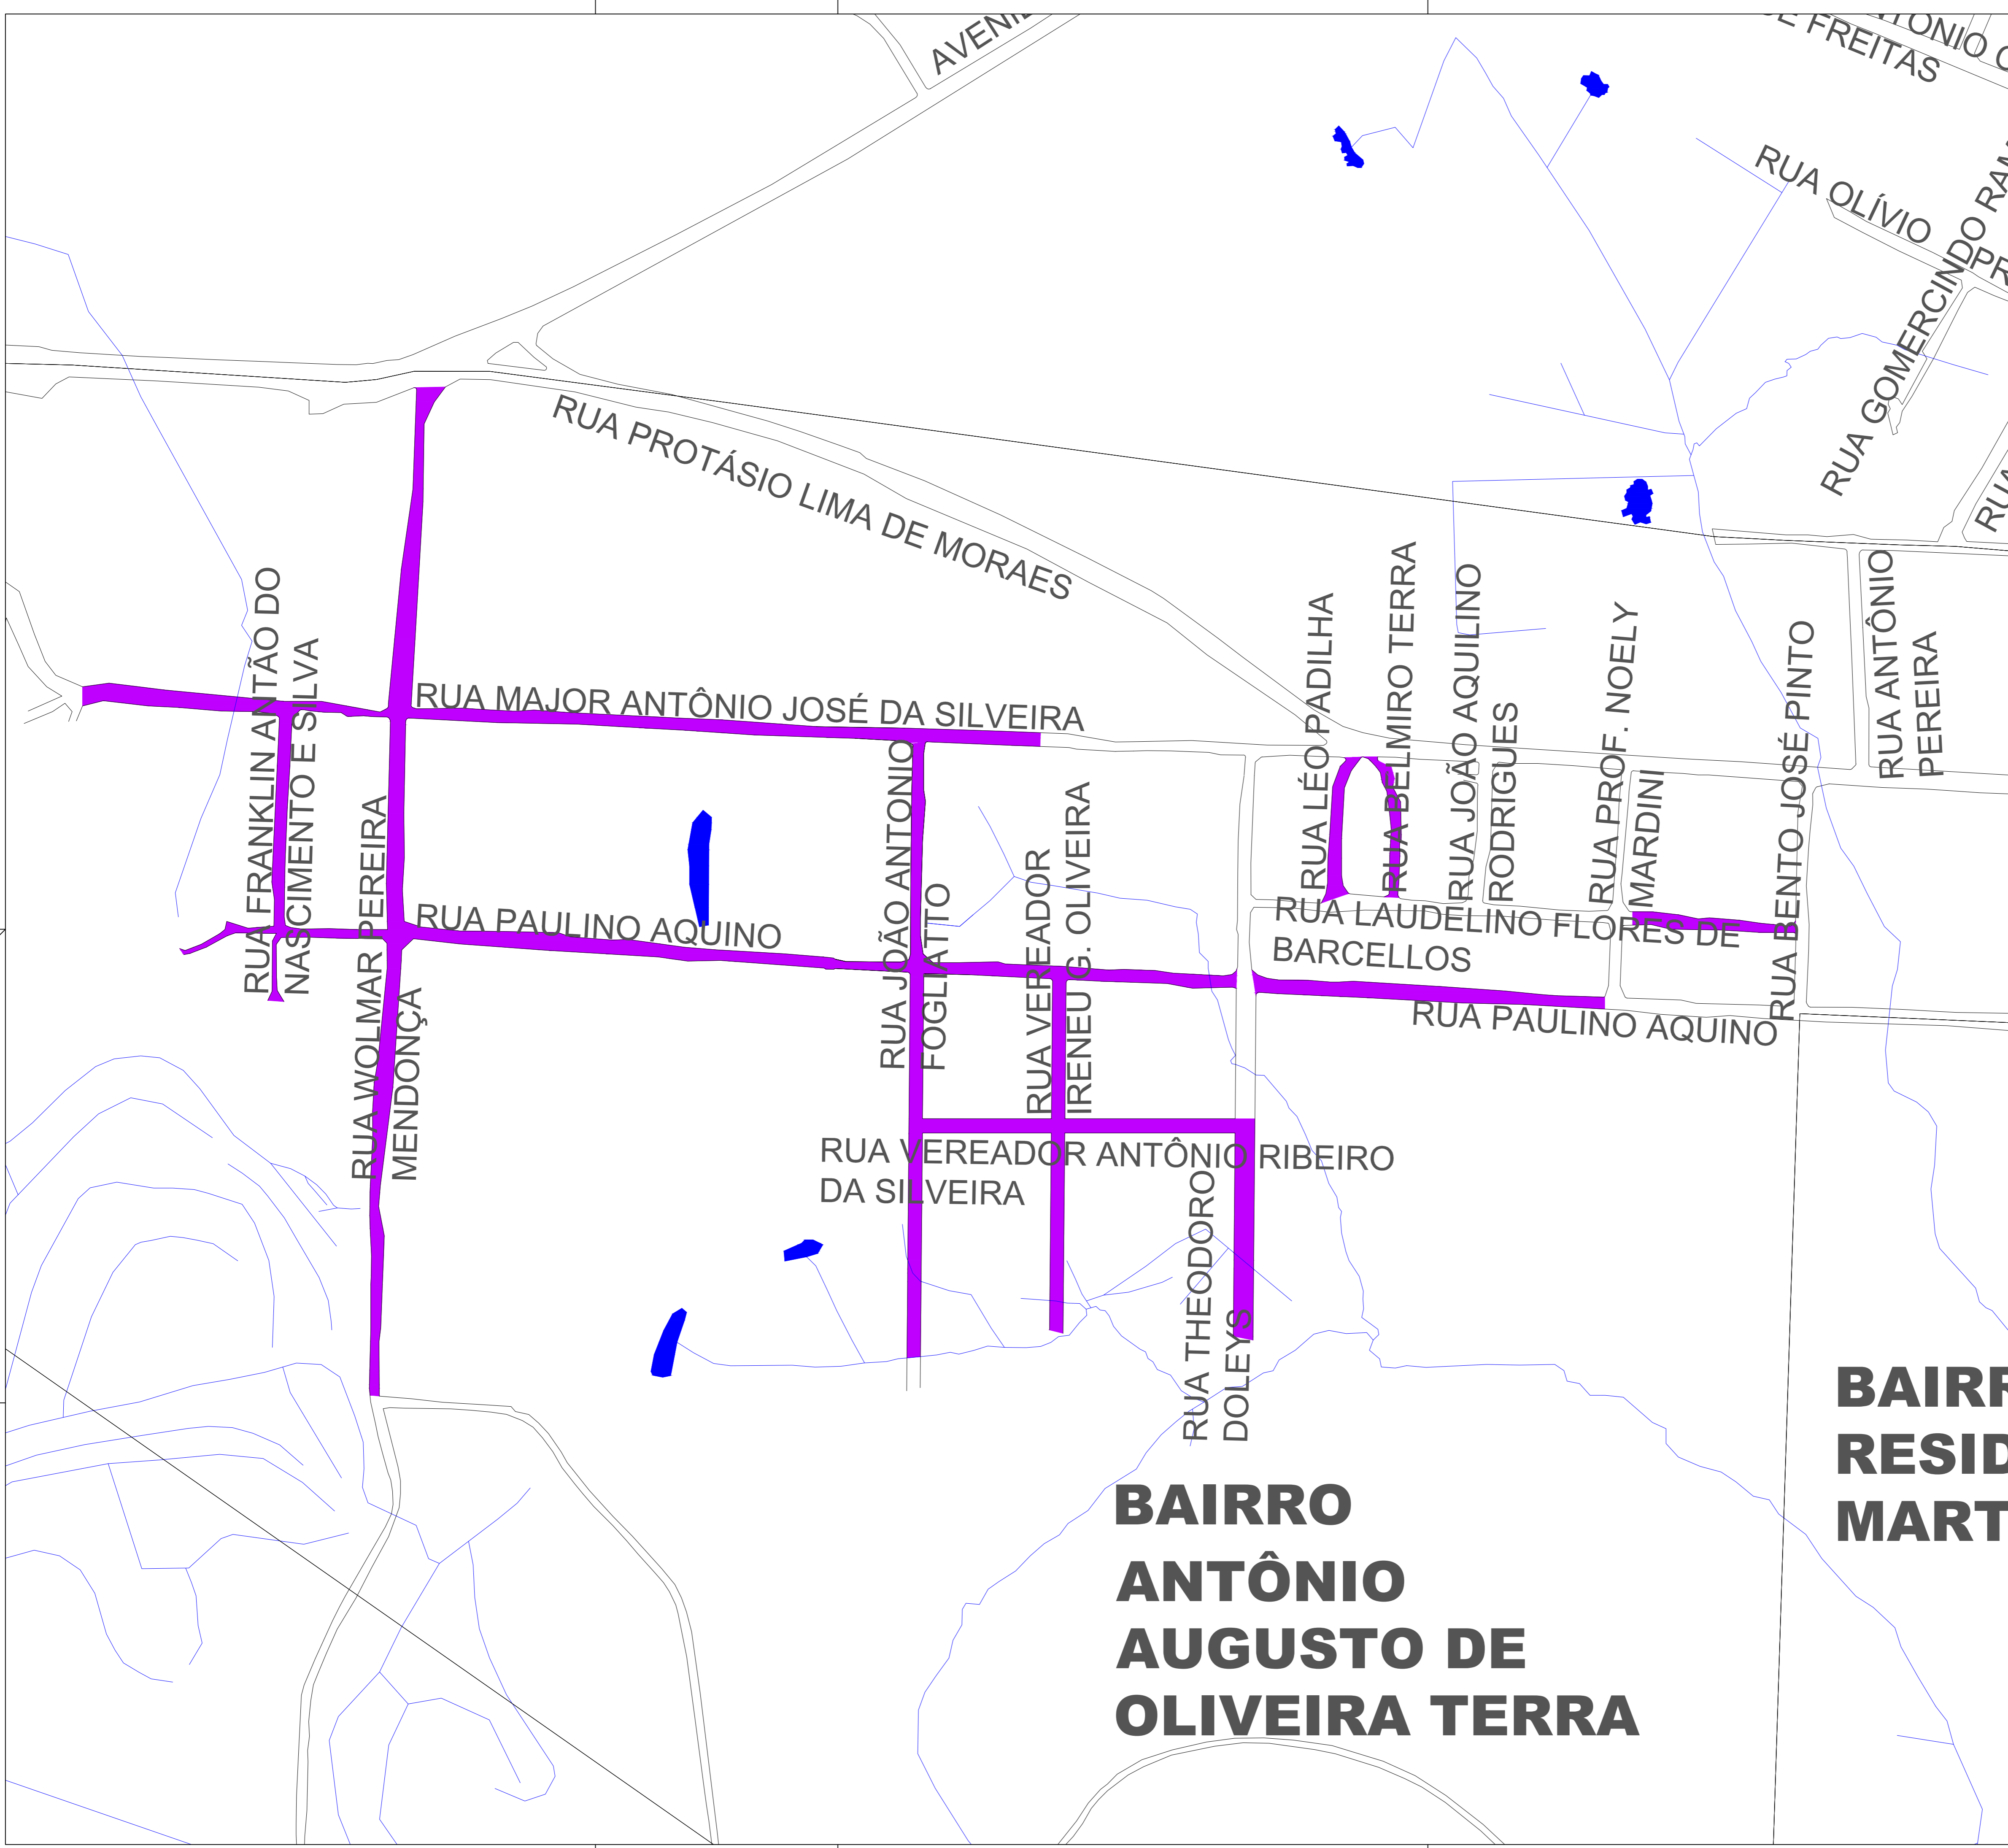 DE FREITAS
RUA OLÍVIO
RUA GOMERCINDO
RUA PROTÁSIO LIMA DE MORAES
RUA ANTÔNIO
PEREIRA
RUA FRANKLIN ANTÃO DO
NASCIMENTO E SILVA
RUA MAJOR ANTÔNIO JOSÉ DA SILVEIRA
RUA LÉO PADILHA
RUA BELMIRO TERRA
RUA JOÃO AQUILINO
RODRIGUES
RUA PROF. NOELY
MARDINI
RUA BENTO JOSÉ PINTO
RUA WOLMAR PEREIRA
MENDONÇA
RUA PAULINO AQUINO
RUA JOÃO ANTONIO
FOGLIATTO
RUA VEREADOR
IRENEU G. OLIVEIRA
RUA LAUDELINO FLORES DE
BARCELLOS
RUA PAULINO AQUINO
RUA VEREADOR ANTÔNIO RIBEIRO
DA SILVEIRA
RUA THEODORO
DOLEYS
RUA
BAIRRO
ANTÔNIO
AUGUSTO DE
OLIVEIRA TERRA